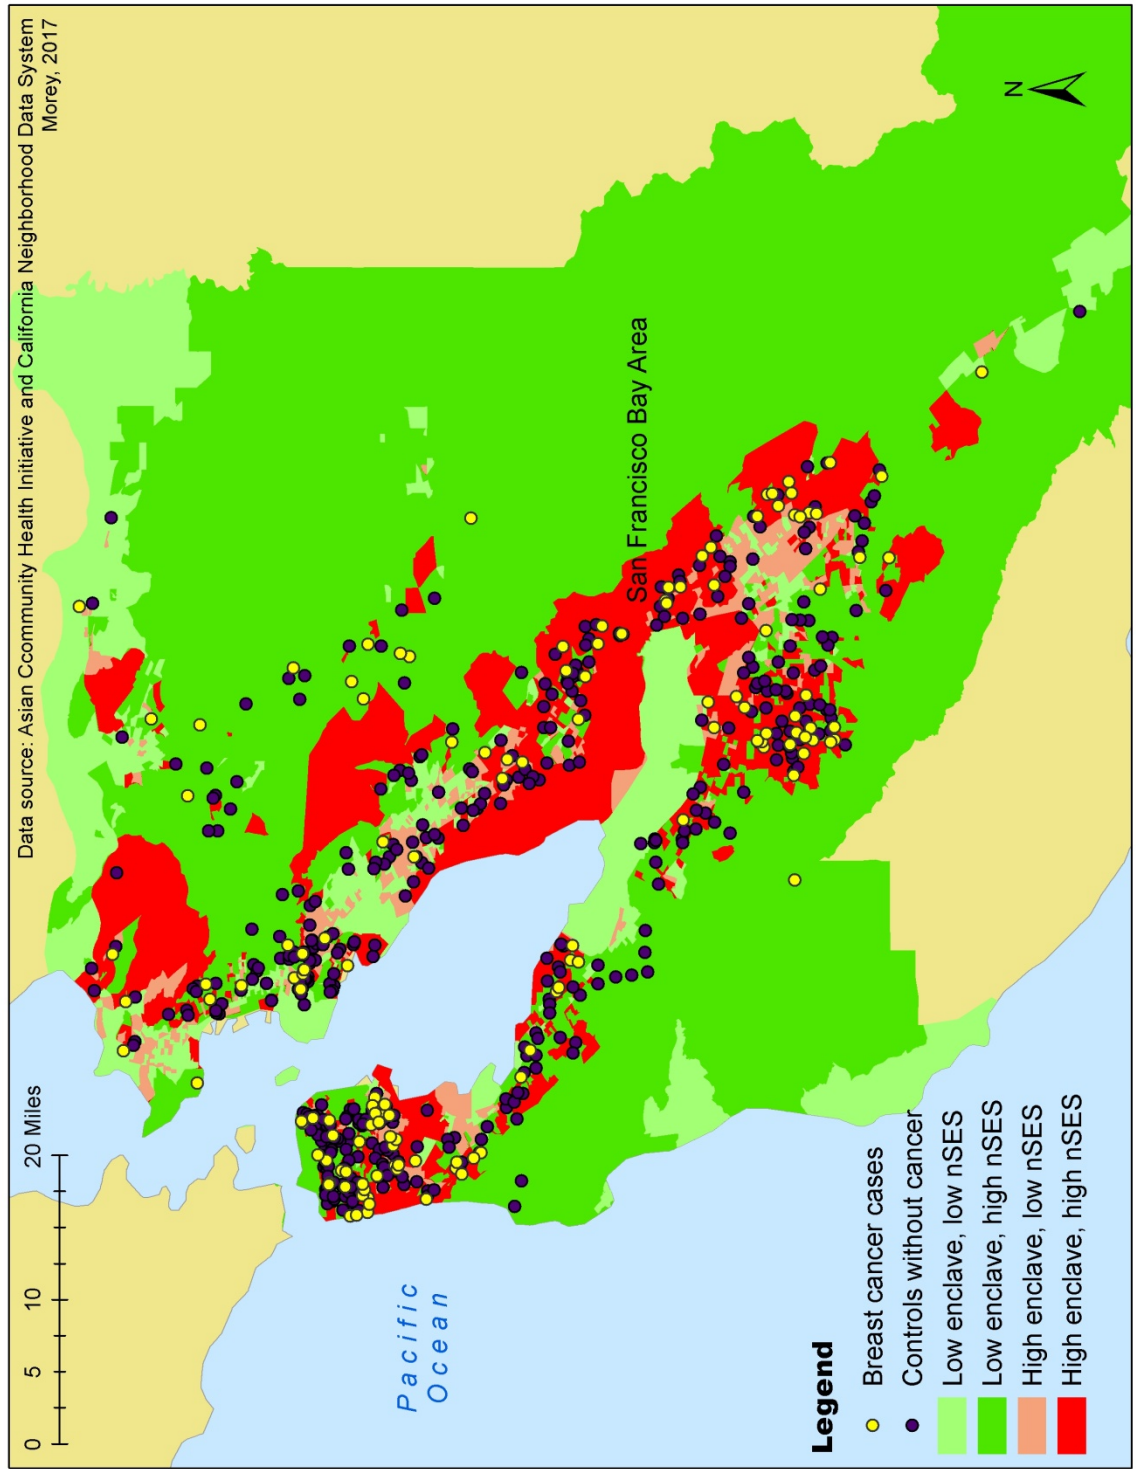 Data source: Asian Ccommunity Health Initiative and California Neighborhood Data System
Morey, 2017
0 5 10 20 Miles
N
San Francisco Bay Area
Pacific
Ocean
Legend
Breast cancer cases
Controls without cancer
Low enclave, low nSES
Low enclave, high nSES
High enclave, low nSES
High enclave, high nSES